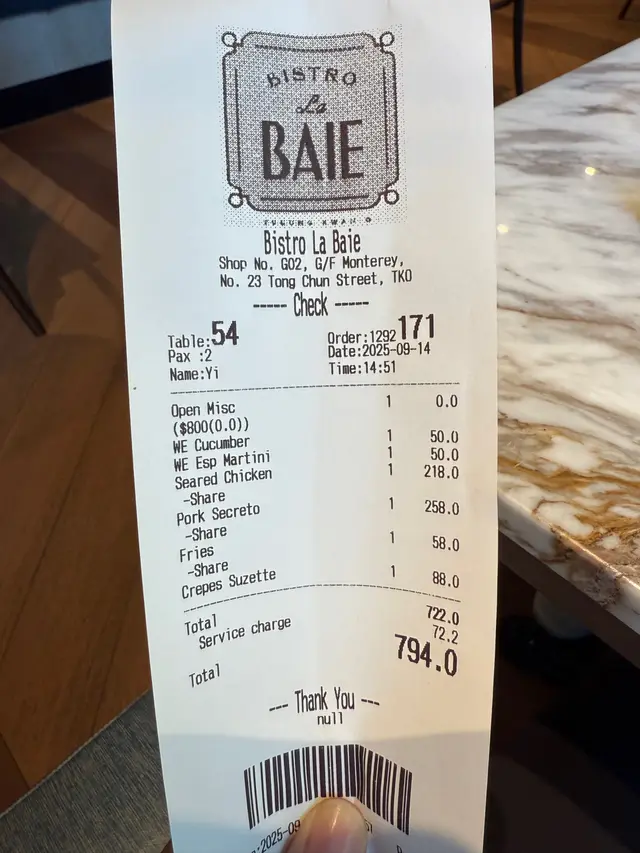 BISTRO
La
BAIE
Bistro La Baie
Shop No. G02, G/F Monterey,
No. 23 Tong Chun Street, TKO
----- Check -----
Table:54 Order:1292 171
Pax :2 Date:2025-09-14
Name:Yi Time:14:51
Open Misc 1 0.0
($800(0.0))
WE Cucumber 1 50.0
WE Esp Martini 1 50.0
Seared Chicken 1 218.0
-Share
Pork Secreto 1 258.0
-Share
Fries 1 58.0
-Share
Crepes Suzette 1 88.0
Total 722.0
Service charge 72.2
Total 794.0
--- Thank You ---
null
:2025-09